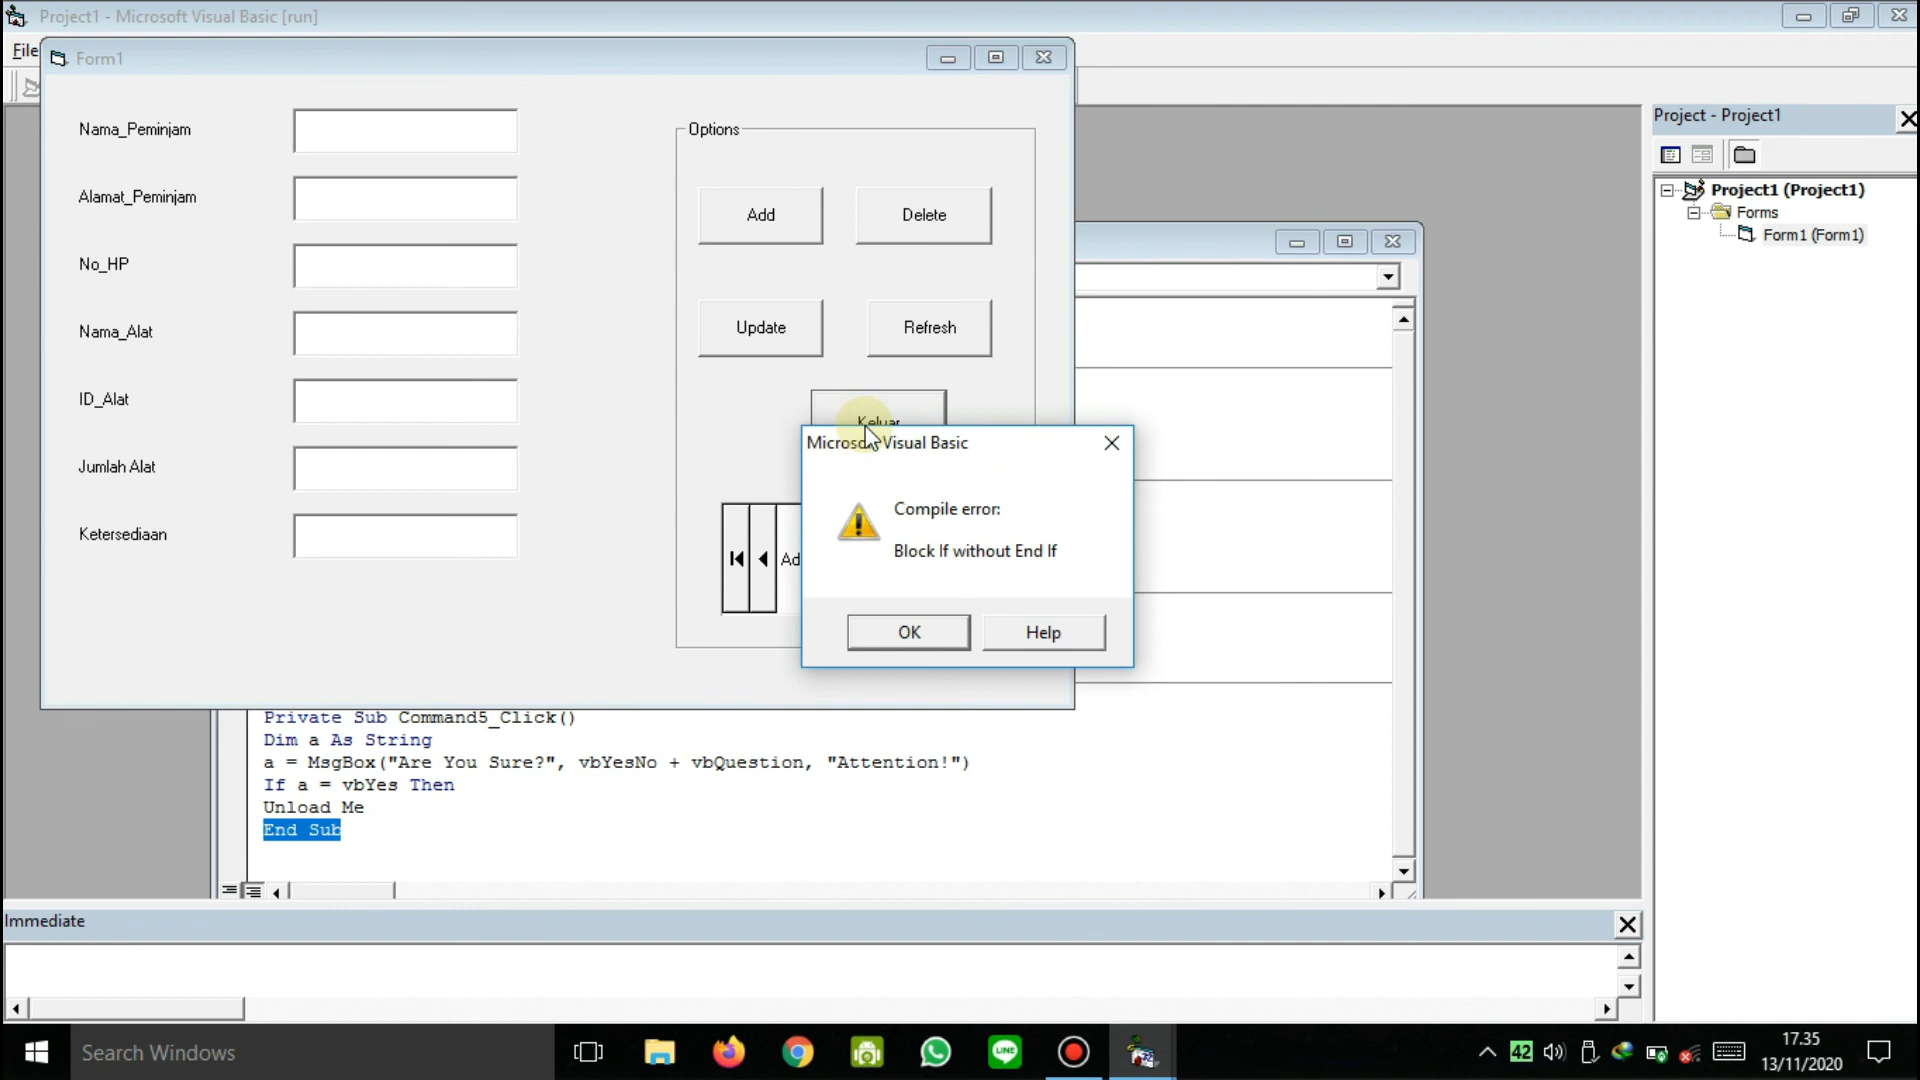 Project1 - Microsoft Visual Basic [run]
File
Form1
Nama_Peminjam
Alamat_Peminjam
No_HP
Nama_Alat
ID_Alat
Jumlah Alat
Ketersediaan
Options
Add
Delete
Update
Refresh
Keluar
Ad
Microsoft Visual Basic
Compile error:
Block If without End If
OK
Help
Project - Project1
Project1 (Project1)
Forms
Form1 (Form1)
Private Sub Command5_Click()
Dim a As String
a = MsgBox("Are You Sure?", vbYesNo + vbQuestion, "Attention!")
If a = vbYes Then
Unload Me
End Sub
Immediate
Search Windows
LINE
42
17.35
13/11/2020